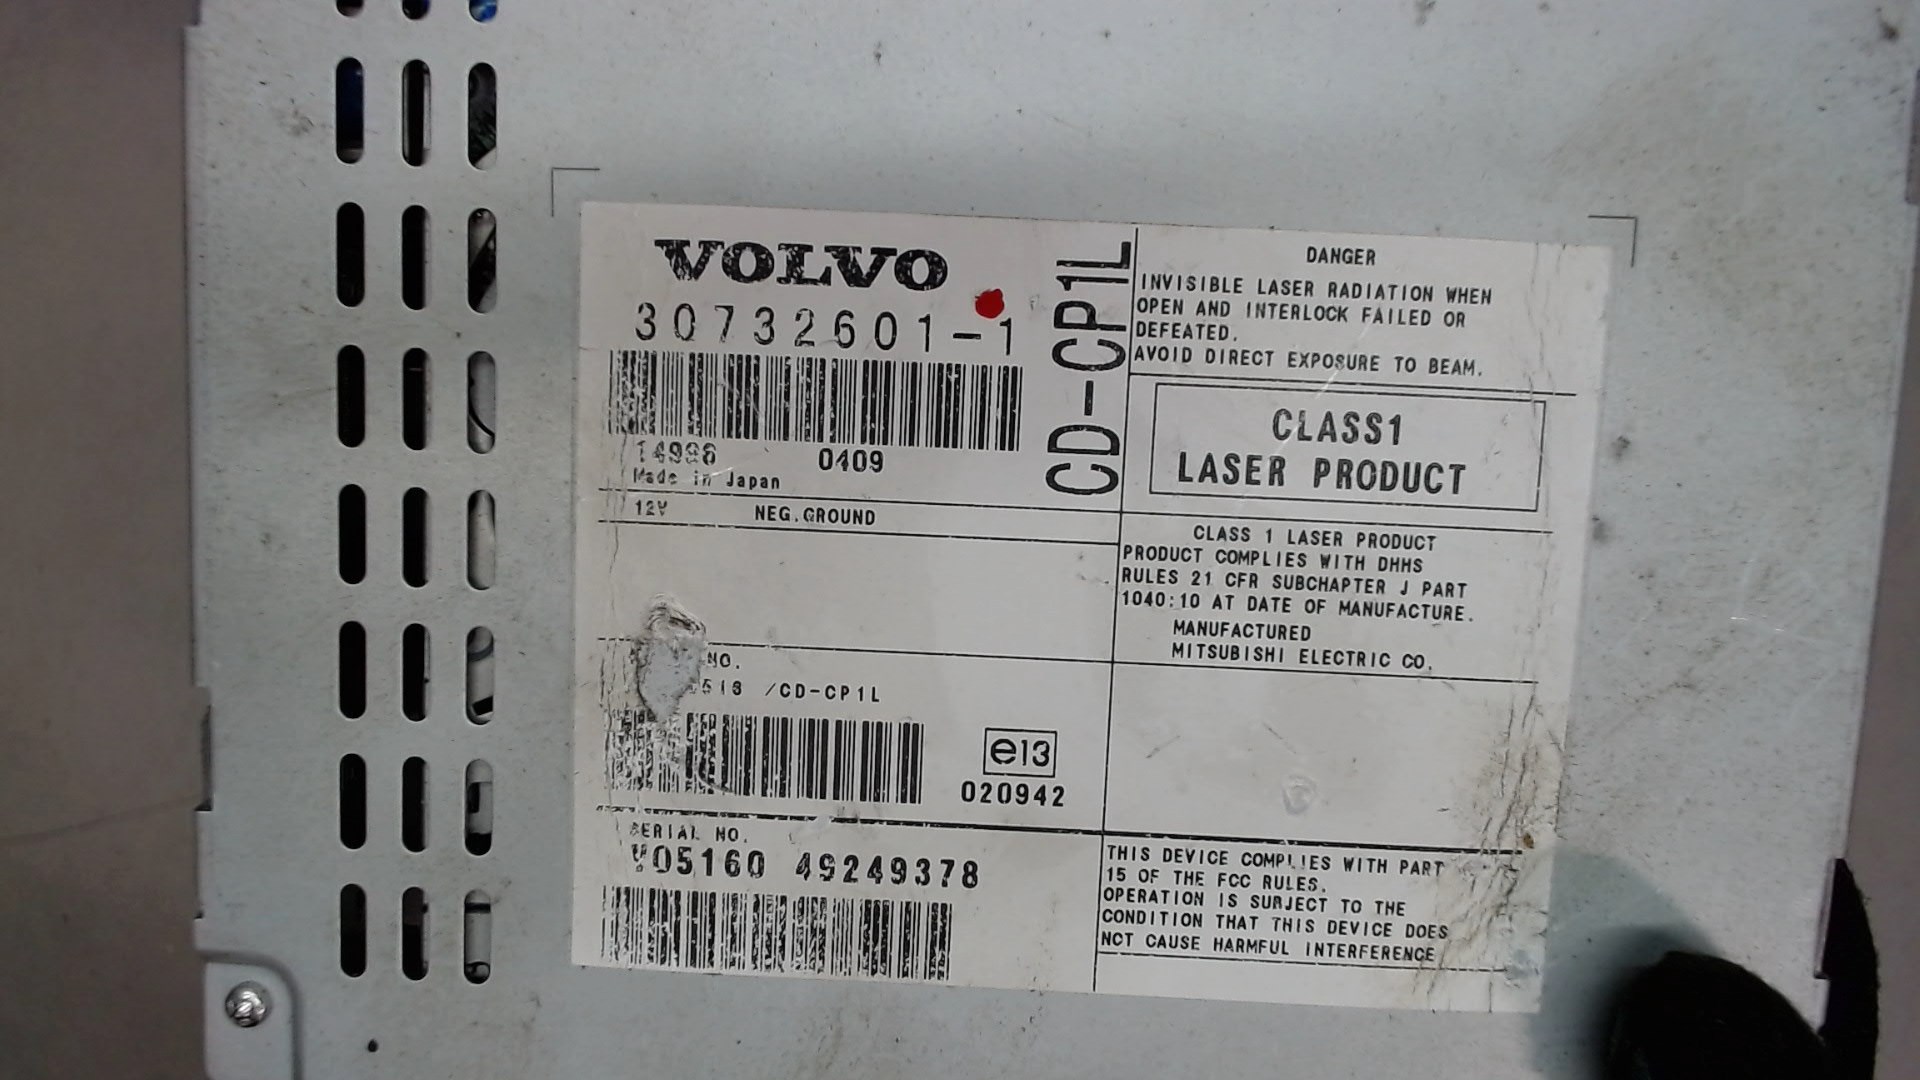 VOLVO
30732601-1
0409
Made in Japan
12V NEG.GROUND
CD-CP1L
DANGER
INVISIBLE LASER RADIATION WHEN
OPEN AND INTERLOCK FAILED OR
DEFEATED.
AVOID DIRECT EXPOSURE TO BEAM.
CLASS1
LASER PRODUCT
CLASS 1 LASER PRODUCT
PRODUCT COMPLIES WITH DHHS
RULES 21 CFR SUBCHAPTER J PART
1040:10 AT DATE OF MANUFACTURE.
MANUFACTURED
MITSUBISHI ELECTRIC CO.
NO.
/CD-CP1L
e13
020942
SERIAL NO.
49249378
THIS DEVICE COMPLIES WITH PART
15 OF THE FCC RULES.
OPERATION IS SURJECT TO THE
CONDITION THAT THIS DEVICE DOES
NOT CAUSE HARMFUL INTERFERENCE